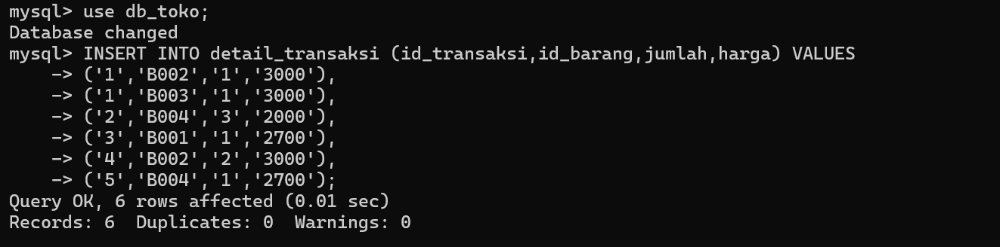 mysql> use db_toko;
Database changed
mysql> INSERT INTO detail_transaksi (id_transaksi,id_barang,jumlah,harga) VALUES
    -> ('1','B002','1','3000'),
    -> ('1','B003','1','3000'),
    -> ('2','B004','3','2000'),
    -> ('3','B001','1','2700'),
    -> ('4','B002','2','3000'),
    -> ('5','B004','1','2700');
Query OK, 6 rows affected (0.01 sec)
Records: 6  Duplicates: 0  Warnings: 0